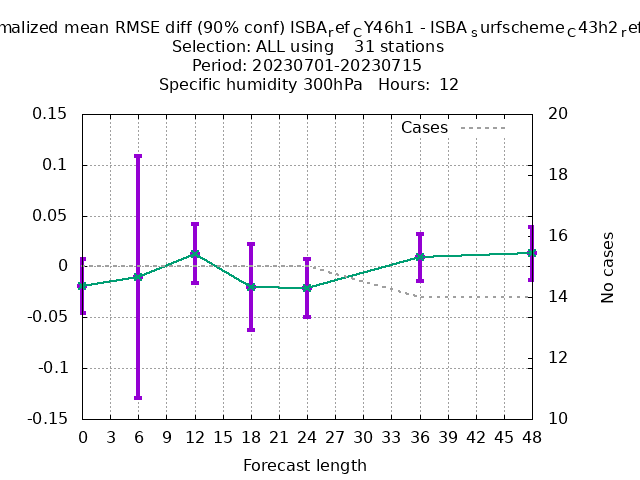 malized mean RMSE diff (90% conf) ISBA_ref_CY46h1 - ISBA_surfscheme_C43h2_ref
Selection: ALL using 31 stations
Period: 20230701-20230715
Specific humidity 300hPa Hours: 12
0.15 20
Cases
0.1 18
0.05 16
0
-0.05 14
-0.1 12
-0.15 10
No cases
0 3 6 9 12 15 18 21 24 27 30 33 36 39 42 45 48
Forecast length